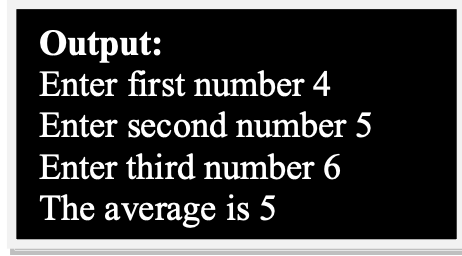 Output:
Enter first number 4
Enter second number 5
Enter third number 6
The average is 5